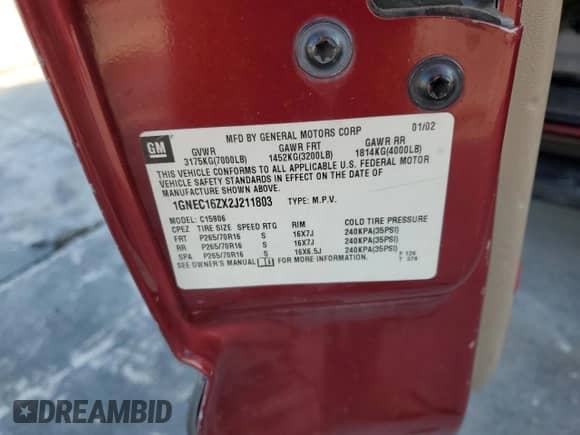 MFD BY GENERAL MOTORS CORP 01/02
GM
GVWR GAWR FRT GAWR RR
3175KG(7000LB) 1452KG(3200LB) 1814KG(4000LB)
THIS VEHICLE CONFORMS TO ALL APPLICABLE U.S. FEDERAL MOTOR
VEHICLE SAFETY STANDARDS IN EFFECT ON THE DATE OF
MANUFACTURE SHOWN ABOVE.
1GNEC16ZX2J211803 TYPE: M.P.V.
MODEL: C15906
CPEZ TIRE SIZE SPEED RTG RIM COLD TIRE PRESSURE
FRT P265/70R16 S 16X7J 240KPA(35PSI)
RR P265/70R16 S 16X7J 240KPA(35PSI)
SPA P265/70R16 S 16X6.5J 240KPA(35PSI)
SEE OWNER'S MANUAL FOR MORE INFORMATION.
DREAMBID